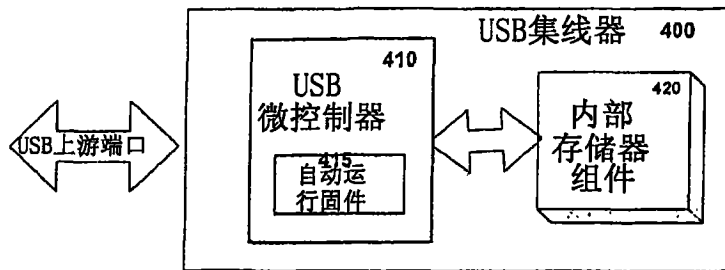 USB集线器 400
410
USB
微控制器
415
自动运
行固件
420
内部
存储器
组件
USB上游端口